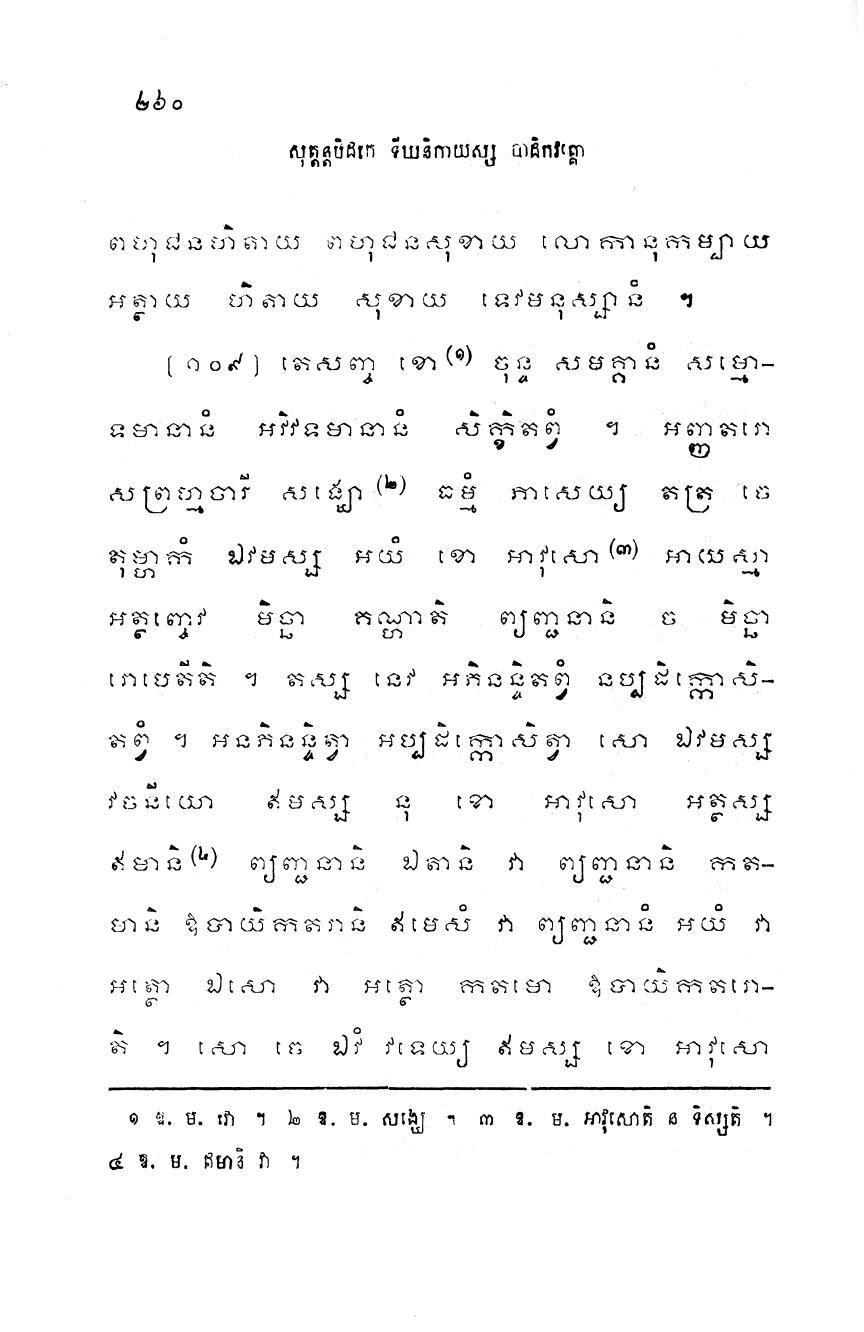 ២៦០
សុត្តន្តបិដកេ ទីឃនិកាយស្ស បាដិកវគ្គោ
ពហុជនហិតាយ ពហុជនសុខាយ លោកានុកម្បាយ
អត្ថាយ ហិតាយ សុខាយ ទេវមនុស្សានំ ។
[១០៩] តេសញ្ច ខោ (១) ចុន្ទ សមគ្គានំ សម្មោ-
ទមានានំ អវិវទមានានំ សិក្ខិតព្វំ ។ អញ្ញតរោ
សព្រហ្មចារី សង្ឃោ (២) ធម្មំ ភាសេយ្យ តត្រ ចេ
តុម្ហាកំ ឯវមស្ស អយំ ខោ អាវុសោ (៣) អាយស្មា
អត្ថញ្ចេវ មិច្ឆា គណ្ហាតិ ព្យញ្ជនានិ ច មិច្ឆា
រោបេតីតិ ។ តស្ស នេវ អភិនន្ទិតព្វំ នប្បដិក្កោសិ-
តព្វំ ។ អនភិនន្ទិត្វា អប្បដិក្កោសិត្វា សោ ឯវមស្ស
វចនីយោ ឥមស្ស នុ ខោ អាវុសោ អត្ថស្ស
ឥមានិ (៤) ព្យញ្ជនានិ ឯតានិ វា ព្យញ្ជនានិ កត-
មានិ ឱបាយិកតរានិ ឥមេសំ វា ព្យញ្ជនានំ អយំ វា
អត្ថោ ឯសោ វា អត្ថោ កតមោ ឱបាយិកតរោ-
តិ ។ សោ ចេ ឯវំ វទេយ្យ ឥមស្ស ខោ អាវុសោ
១ ឱ. ម. វោ ។ ២ ឱ. ម. សង្ឃេ ។ ៣ ឱ. ម. អាវុសោតិ ន ទិស្សតិ ។
៤ ឱ. ម. ឥមានិ វា ។